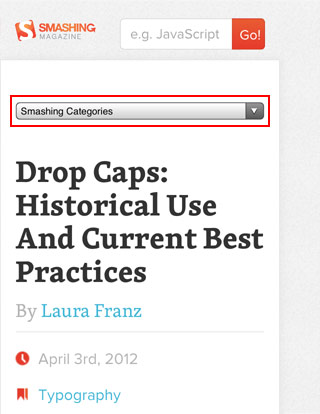 SMASHING
MAGAZINE
e.g. JavaScript
Go!
Smashing Categories
Drop Caps:
Historical Use
And Current Best
Practices
By Laura Franz
April 3rd, 2012
Typography